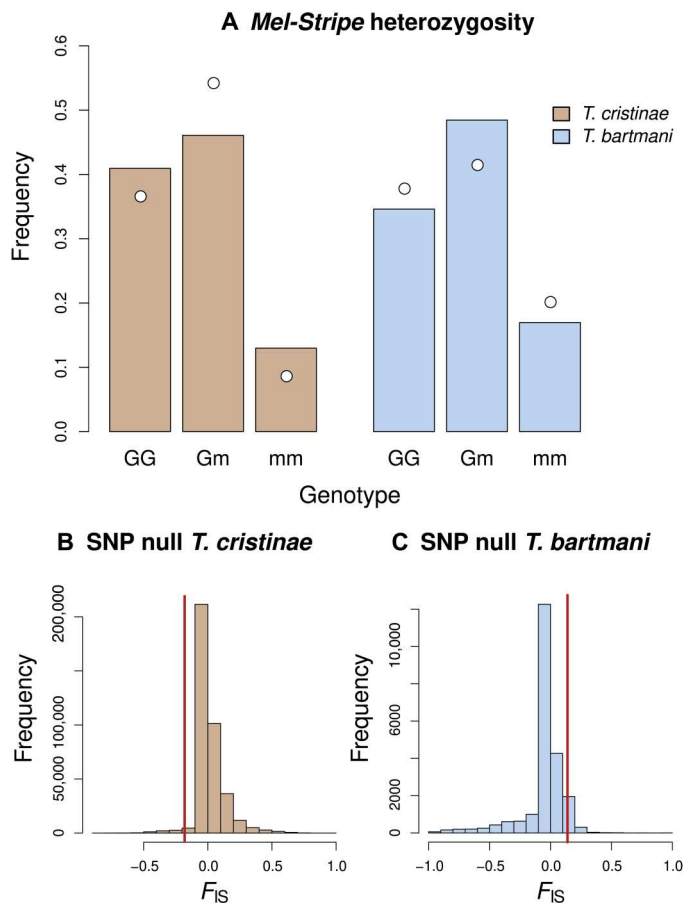 A Mel-Stripe heterozygosity
Frequency
0.0 0.1 0.2 0.3 0.4 0.5 0.6
T. cristinae
T. bartmani
GG Gm mm GG Gm mm
Genotype
B SNP null T. cristinae
Frequency
0 50,000 100,000 200,000
−0.5 0.0 0.5 1.0
FIS
C SNP null T. bartmani
Frequency
0 2000 6000 10,000
−1.0 −0.5 0.0 0.5 1.0
FIS